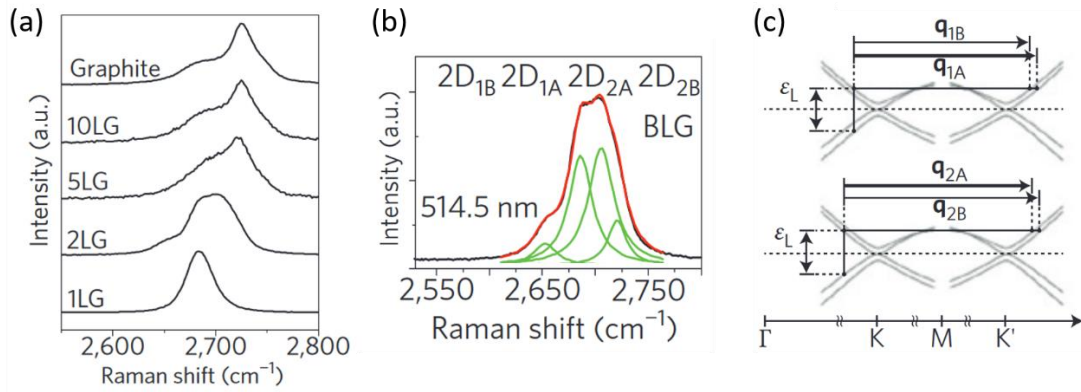 (a)
Graphite
10LG
5LG
2LG
1LG
Intensity (a.u.)
2,600 2,700 2,800
Raman shift (cm⁻¹)
(b)
2D1B 2D1A 2D2A 2D2B
BLG
514.5 nm
Intensity (a.u.)
2,550 2,650 2,750
Raman shift (cm⁻¹)
(c)
q1B
q1A
εL
q2A
q2B
εL
Γ K M K'